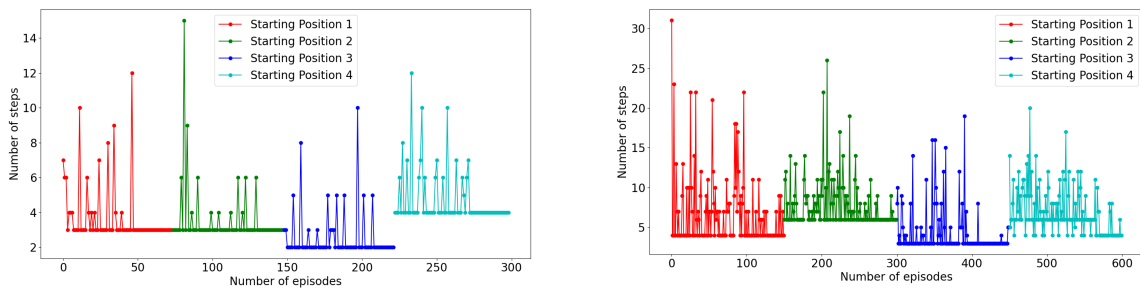 Starting Position 1
Starting Position 2
Starting Position 3
Starting Position 4
Number of steps
14
12
10
8
6
4
2
0
50
100
150
200
250
300
Number of episodes
Starting Position 1
Starting Position 2
Starting Position 3
Starting Position 4
Number of steps
30
25
20
15
10
5
0
100
200
300
400
500
600
Number of episodes